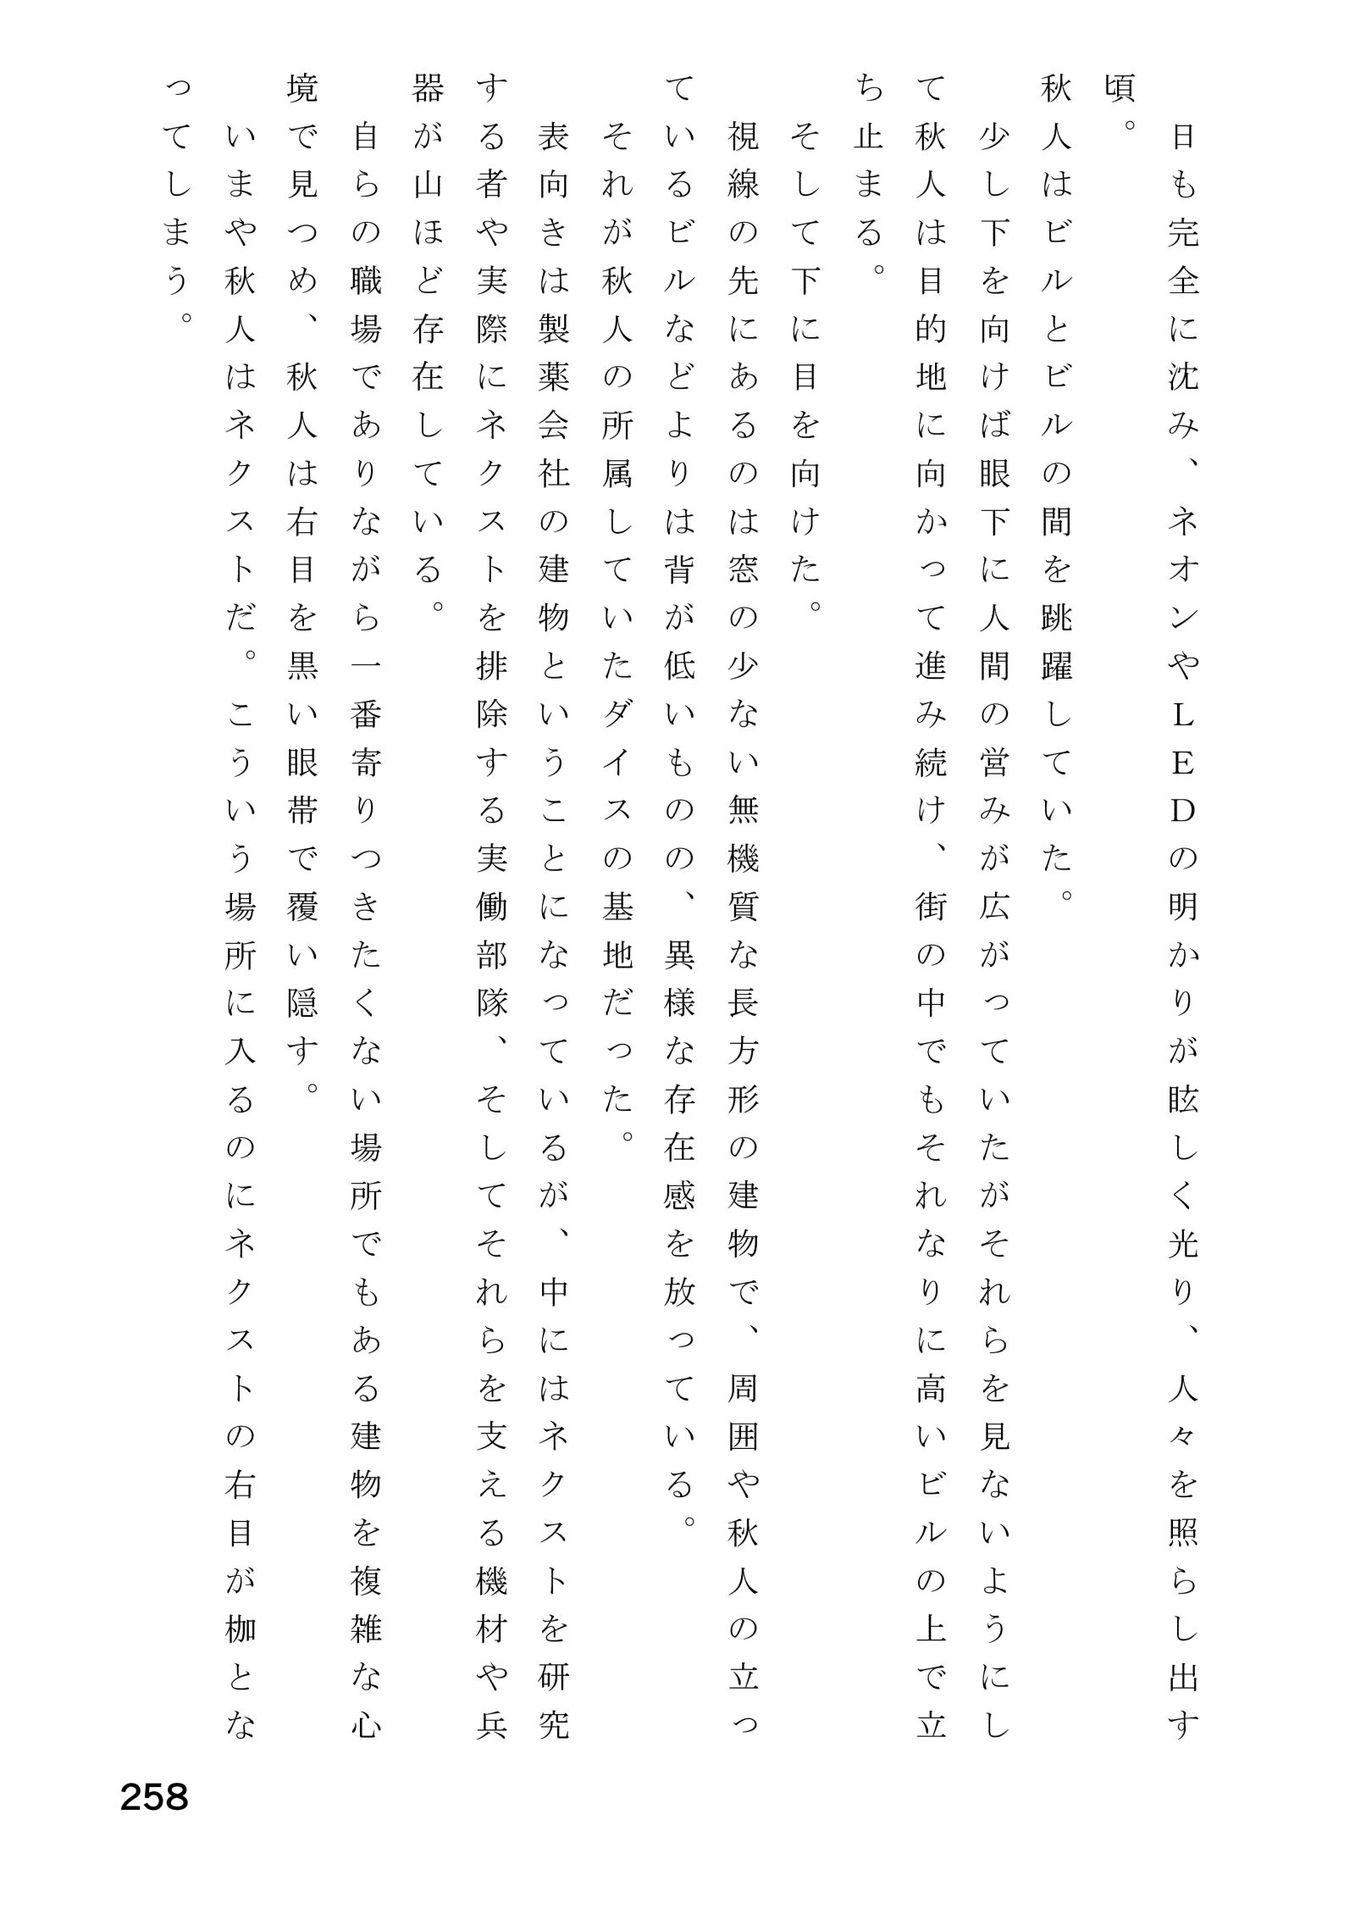 日も完全に沈み、ネオンやＬＥＤの明かりが眩しく光り、人々を照らし出す
頃。
秋人はビルとビルの間を跳躍していた。
　少し下を向けば眼下に人間の営みが広がっていたがそれらを見ないようにし
て秋人は目的地に向かって進み続け、街の中でもそれなりに高いビルの上で立
ち止まる。
　そして下に目を向けた。
　視線の先にあるのは窓の少ない無機質な長方形の建物で、周囲や秋人の立っ
ているビルなどよりは背が低いものの、異様な存在感を放っている。
　それが秋人の所属していたダイスの基地だった。
　表向きは製薬会社の建物ということになっているが、中にはネクストを研究
する者や実際にネクストを排除する実働部隊、そしてそれらを支える機材や兵
器が山ほど存在している。
　自らの職場でありながら一番寄りつきたくない場所でもある建物を複雑な心
境で見つめ、秋人は右目を黒い眼帯で覆い隠す。
　いまや秋人はネクストだ。こういう場所に入るのにネクストの右目が枷とな
ってしまう。
258